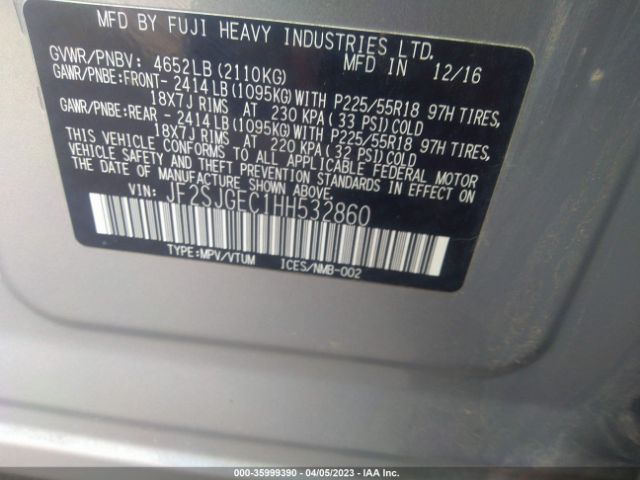 MFD BY FUJI HEAVY INDUSTRIES LTD.
GVWR/PNBV: 4652LB(2110KG) MFD IN 12/16
GAWR/PNBE:FRONT- 2414LB(1095KG)WITH P225/55R18 97H TIRES,
18X7J RIMS AT 230 KPA(33 PSI)COLD
GAWR/PNBE:REAR - 2414LB(1095KG)WITH P225/55R18 97H TIRES,
18X7J RIMS AT 220 KPA(32 PSI)COLD
THIS VEHICLE CONFORMS TO ALL APPLICABLE FEDERAL MOTOR
VEHICLE SAFETY AND THEFT PREVENTION STANDARDS IN EFFECT ON
THE DATE OF MANUFACTURE SHOWN ABOVE.
VIN: JF2SJGEC1HH532860
TYPE:MPV/VTUM ICES/NMB-002
000-35999390 - 04/05/2023 - IAA Inc.